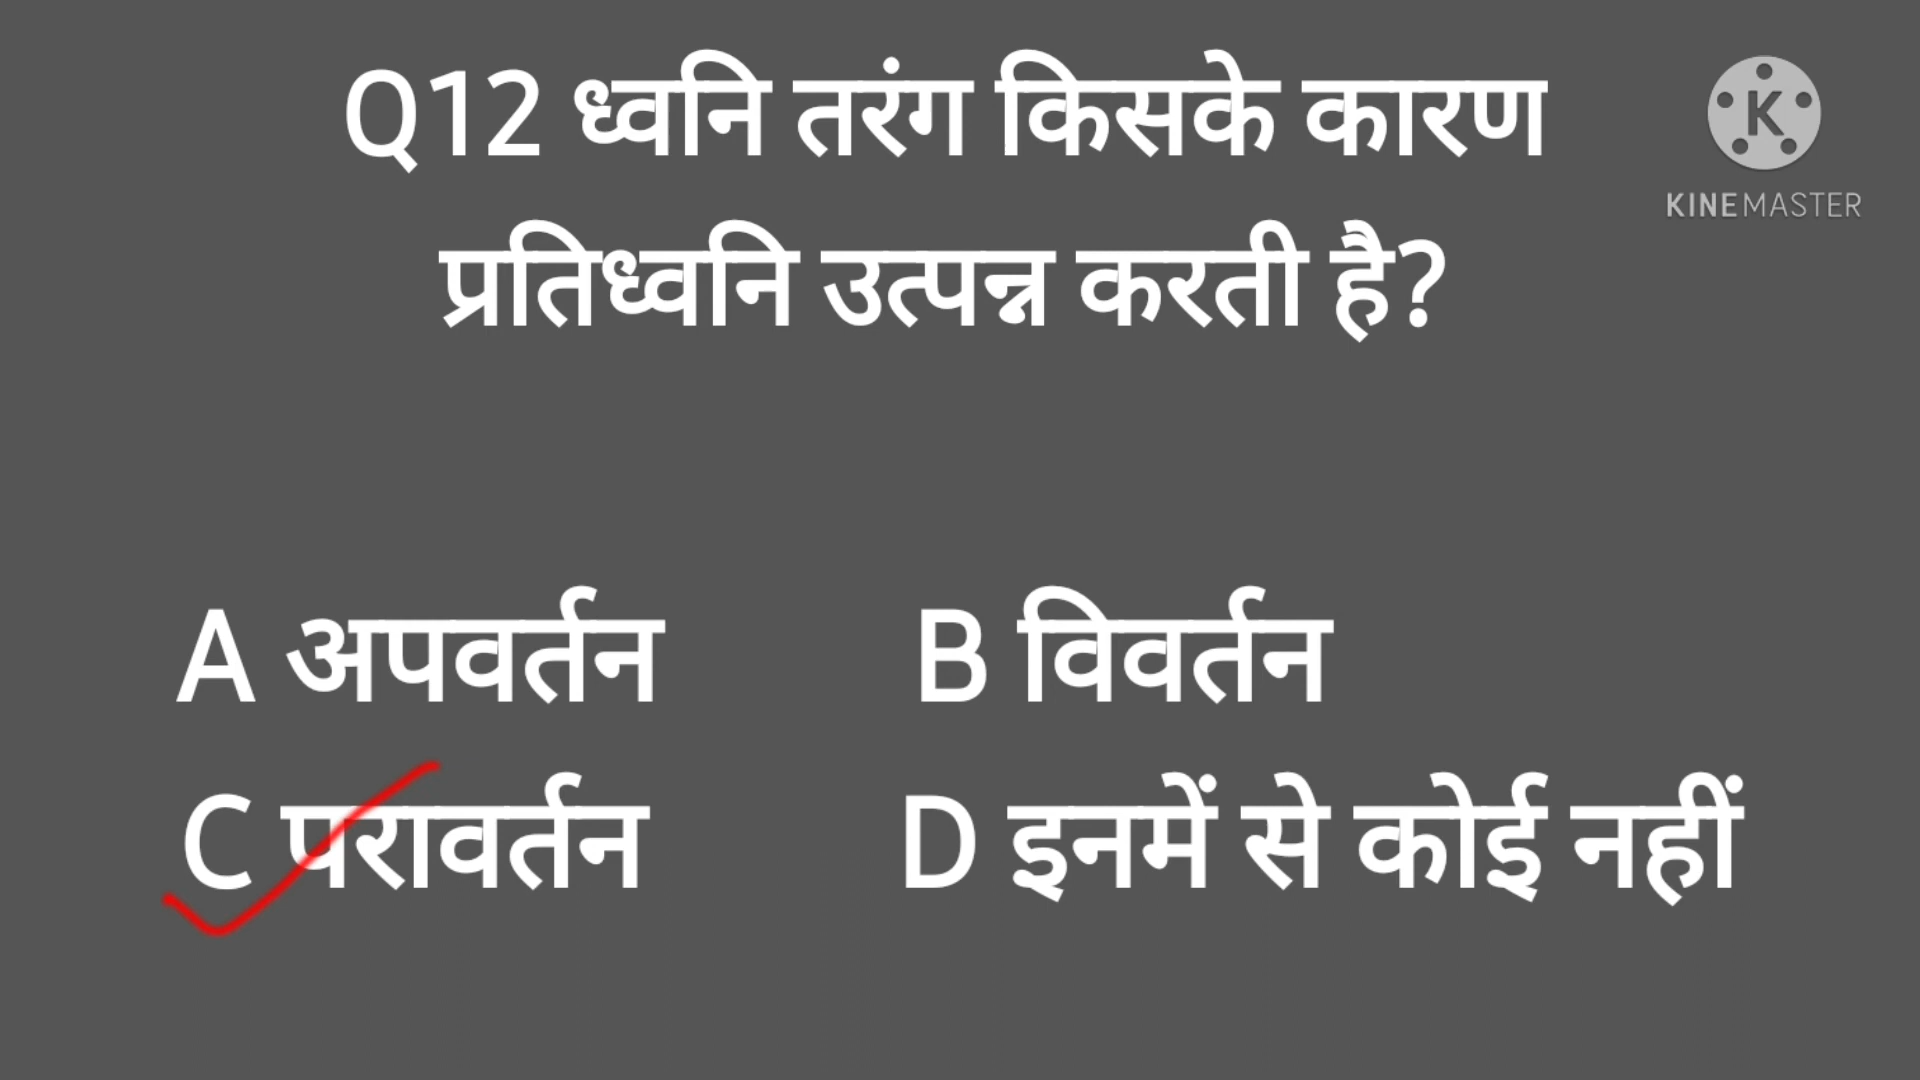 Q12 ध्वनि तरंग किसके कारण
प्रतिध्वनि उत्पन्न करती है?
KINEMASTER
A अपवर्तन B विवर्तन
C परावर्तन D इनमें से कोई नहीं